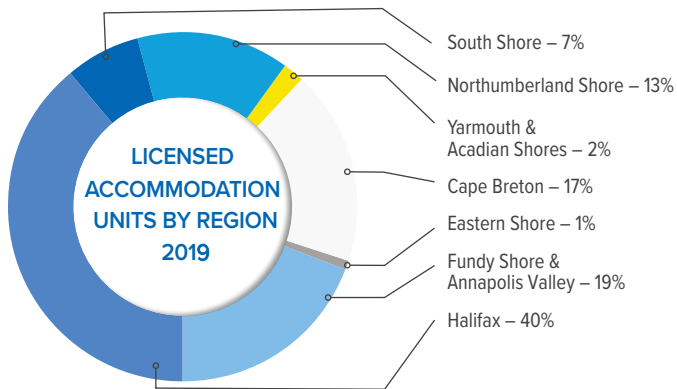 LICENSED
ACCOMMODATION
UNITS BY REGION
2019
South Shore – 7%
Northumberland Shore – 13%
Yarmouth &
Acadian Shores – 2%
Cape Breton – 17%
Eastern Shore – 1%
Fundy Shore &
Annapolis Valley – 19%
Halifax – 40%